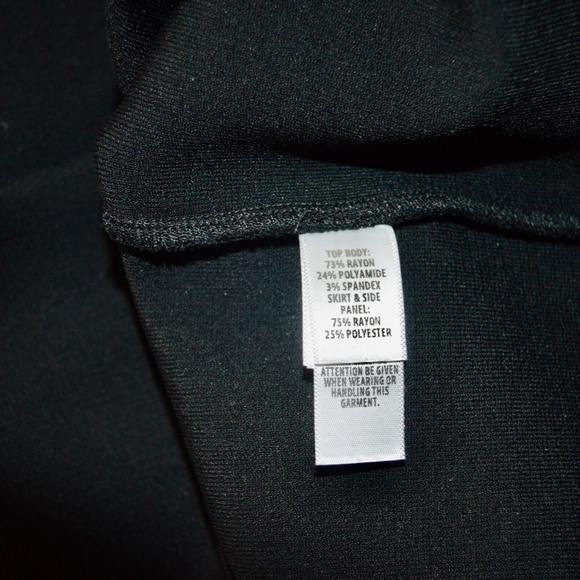 TOP BODY:
73% RAYON
24% POLYAMIDE
3% SPANDEX
SKIRT & SIDE
PANEL:
75% RAYON
25% POLYESTER
ATTENTION BE GIVEN
WHEN WEARING OR
HANDLING THIS
GARMENT.